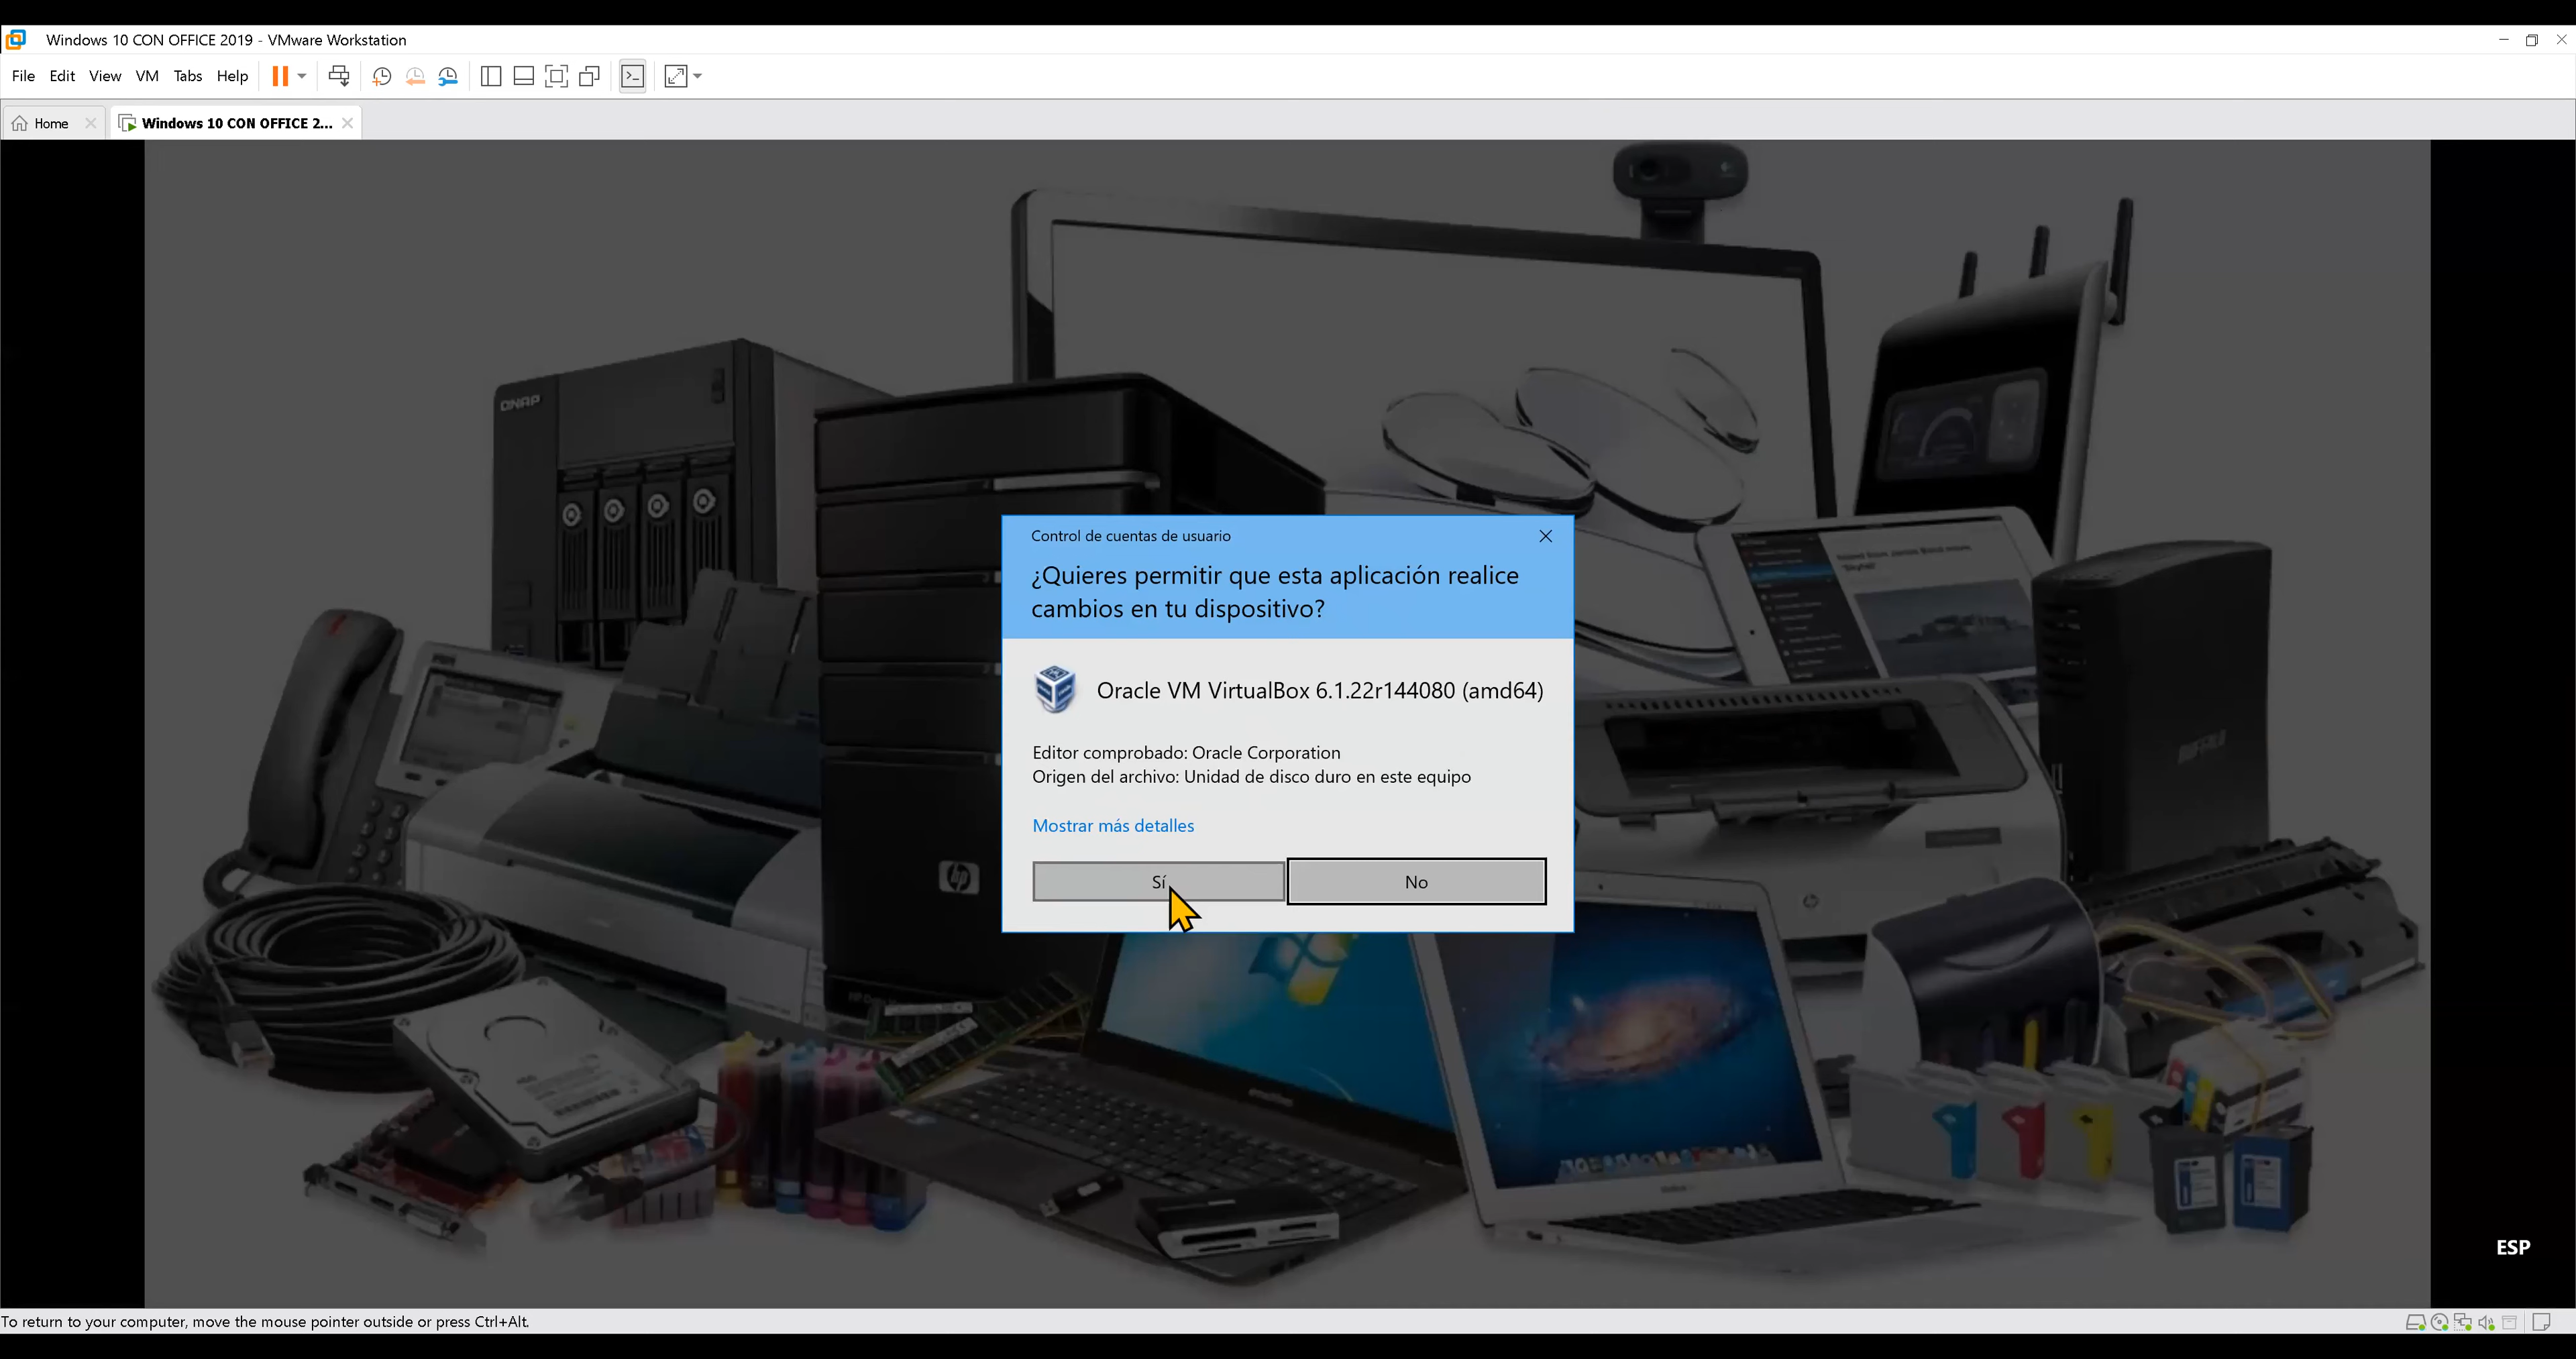 Windows 10 CON OFFICE 2019 - VMware Workstation
File Edit View VM Tabs Help
Home
Windows 10 CON OFFICE 2...
QNAP
Control de cuentas de usuario
¿Quieres permitir que esta aplicación realice
cambios en tu dispositivo?
Oracle VM VirtualBox 6.1.22r144080 (amd64)
Editor comprobado: Oracle Corporation
Origen del archivo: Unidad de disco duro en este equipo
Mostrar más detalles
Sí
No
BUFFALO
hp
ESP
To return to your computer, move the mouse pointer outside or press Ctrl+Alt.